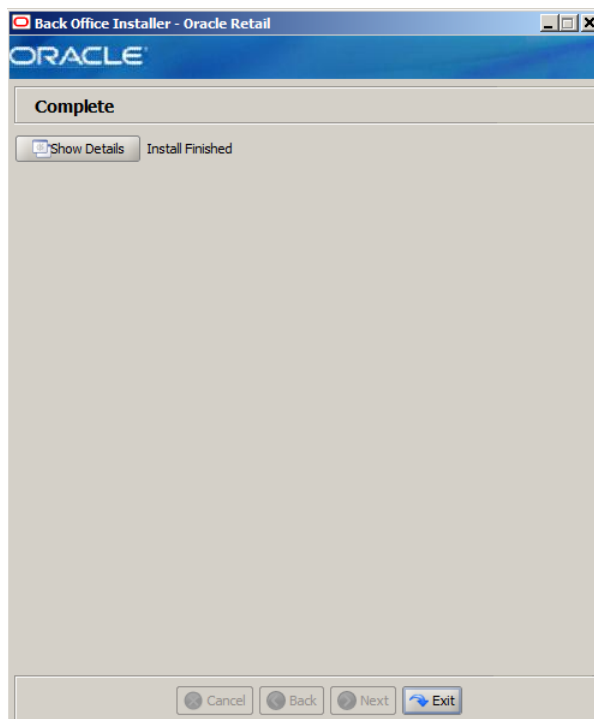 Back Office Installer - Oracle Retail
ORACLE
Complete
Show Details Install Finished
Cancel Back Next Exit